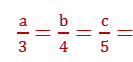 a/3 = b/4 = c/5 =